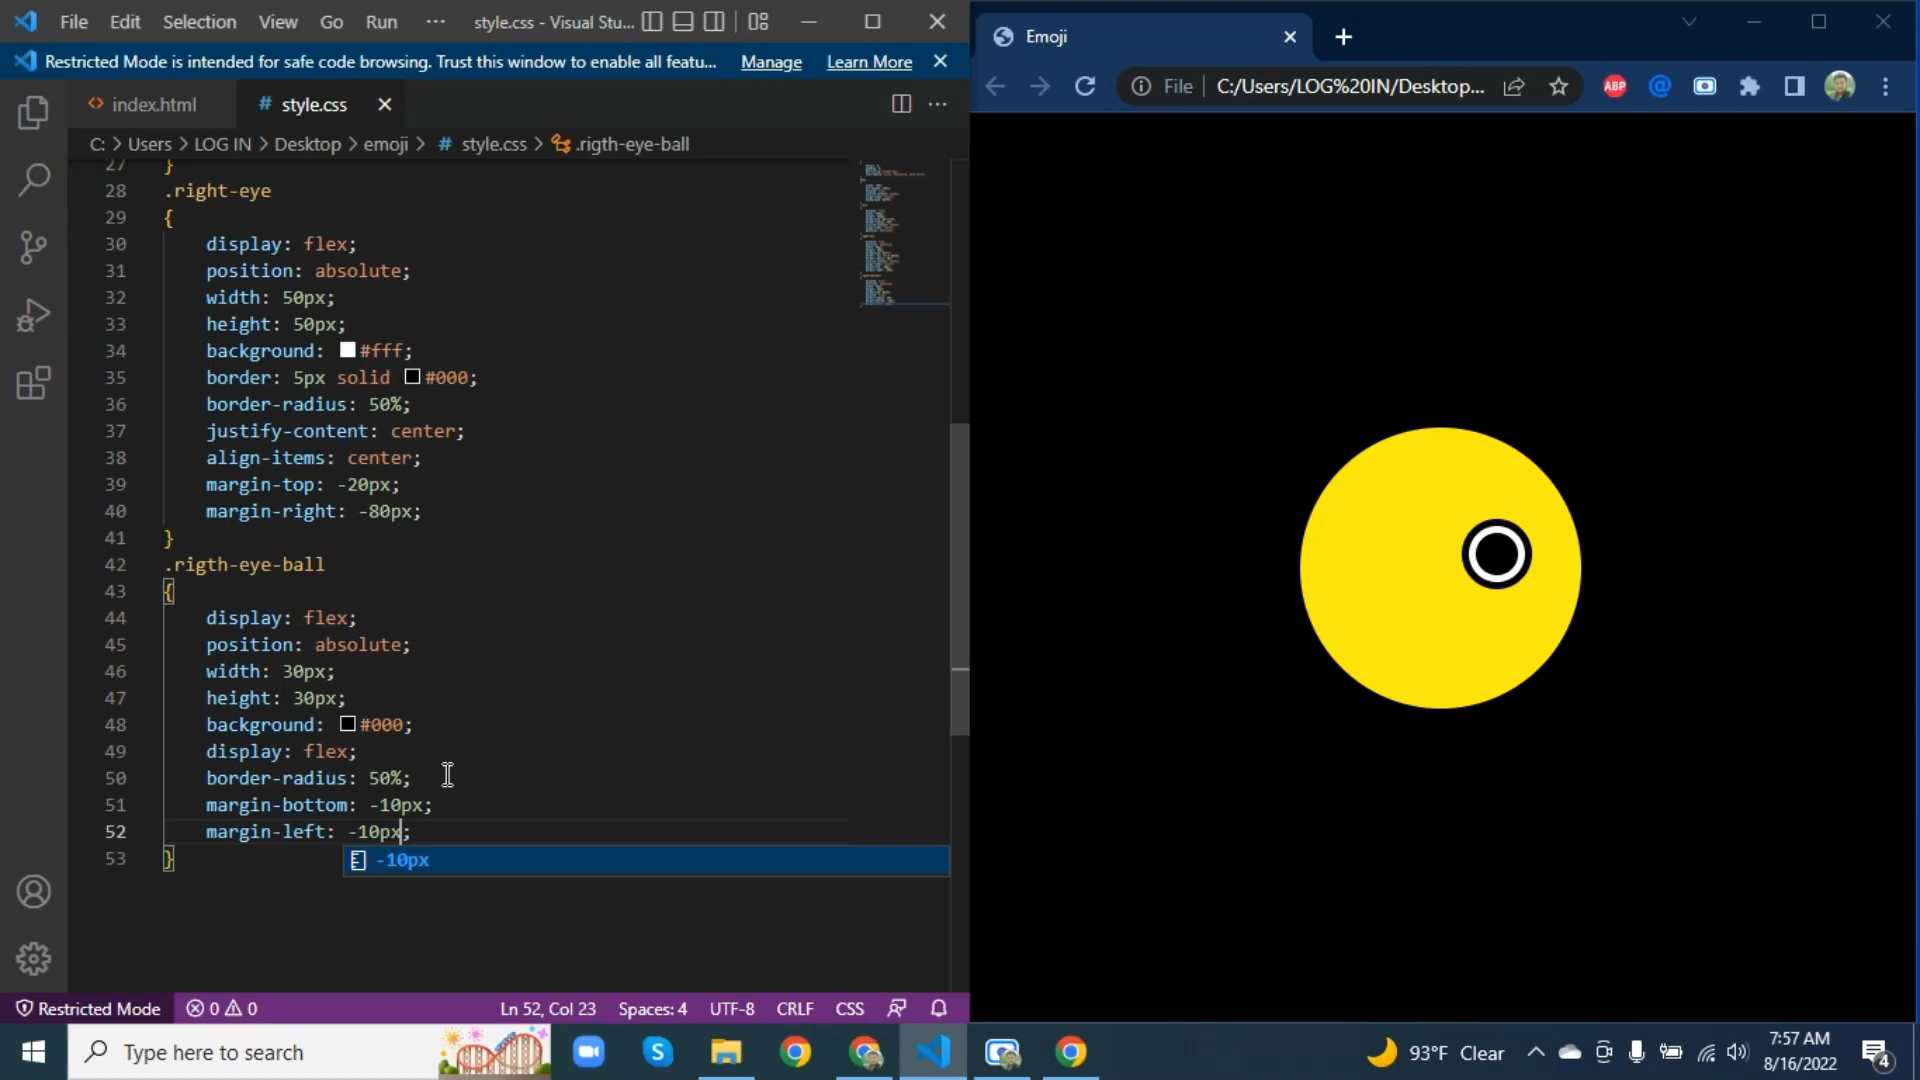 File Edit Selection View Go Run ··· style.css - Visual Stu...
Restricted Mode is intended for safe code browsing. Trust this window to enable all featu... Manage Learn More
index.html # style.css
C: > Users > LOG IN > Desktop > emoji > # style.css > .rigth-eye-ball
27 }
28 .right-eye
29 {
30 display: flex;
31 position: absolute;
32 width: 50px;
33 height: 50px;
34 background: #fff;
35 border: 5px solid #000;
36 border-radius: 50%;
37 justify-content: center;
38 align-items: center;
39 margin-top: -20px;
40 margin-right: -80px;
41 }
42 .rigth-eye-ball
43 {
44 display: flex;
45 position: absolute;
46 width: 30px;
47 height: 30px;
48 background: #000;
49 display: flex;
50 border-radius: 50%;
51 margin-bottom: -10px;
52 margin-left: -10px;
-10px
53 }
Restricted Mode 0 0 Ln 52, Col 23 Spaces: 4 UTF-8 CRLF CSS
Emoji
File C:/Users/LOG%20IN/Desktop... ABP
Type here to search
93°F Clear
7:57 AM
8/16/2022
4